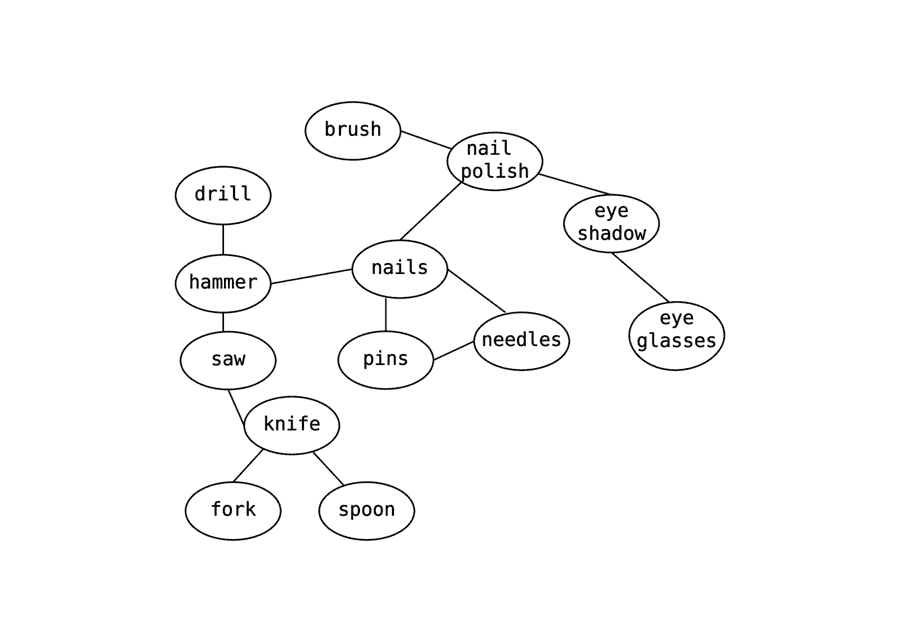 brush
nail
polish
drill
eye
shadow
nails
hammer
eye
glasses
needles
pins
saw
knife
fork
spoon